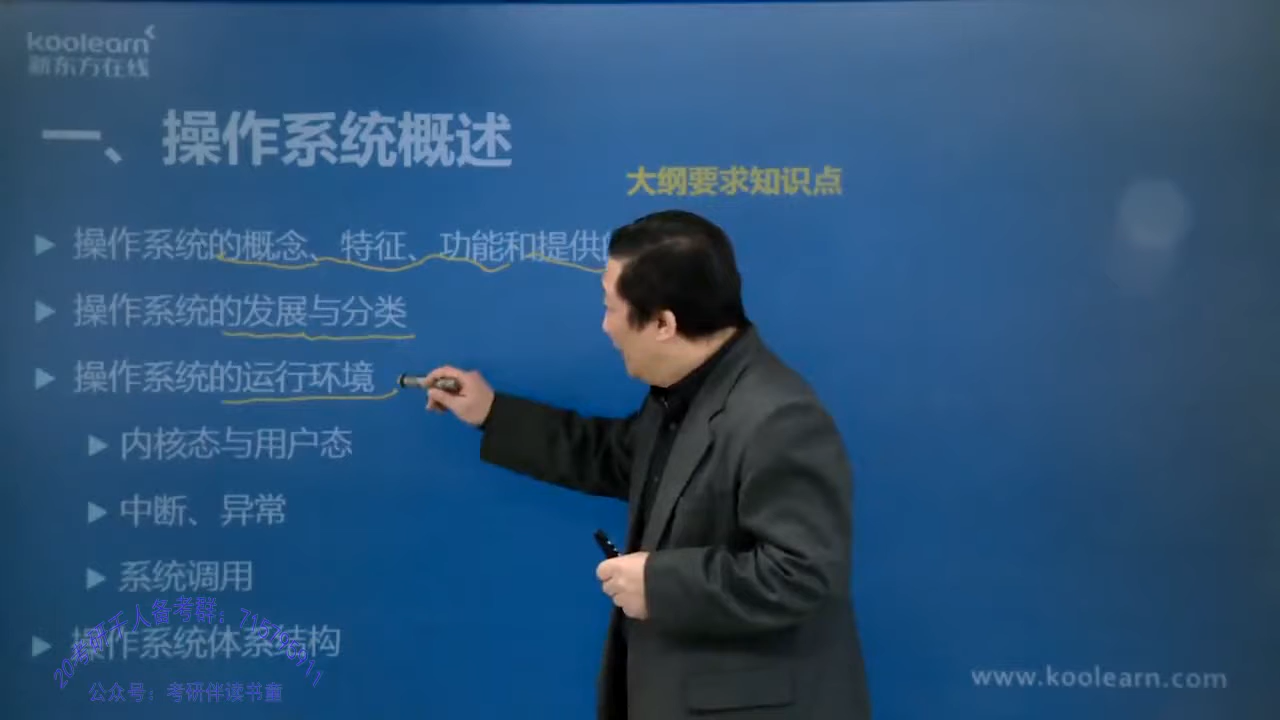 koolearn
新东方在线
一、操作系统概述
大纲要求知识点
操作系统的概念、特征、功能和提供
操作系统的发展与分类
操作系统的运行环境
内核态与用户态
中断、异常
系统调用
操作系统体系结构
公众号：考研伴读书童
www.koolearn.com